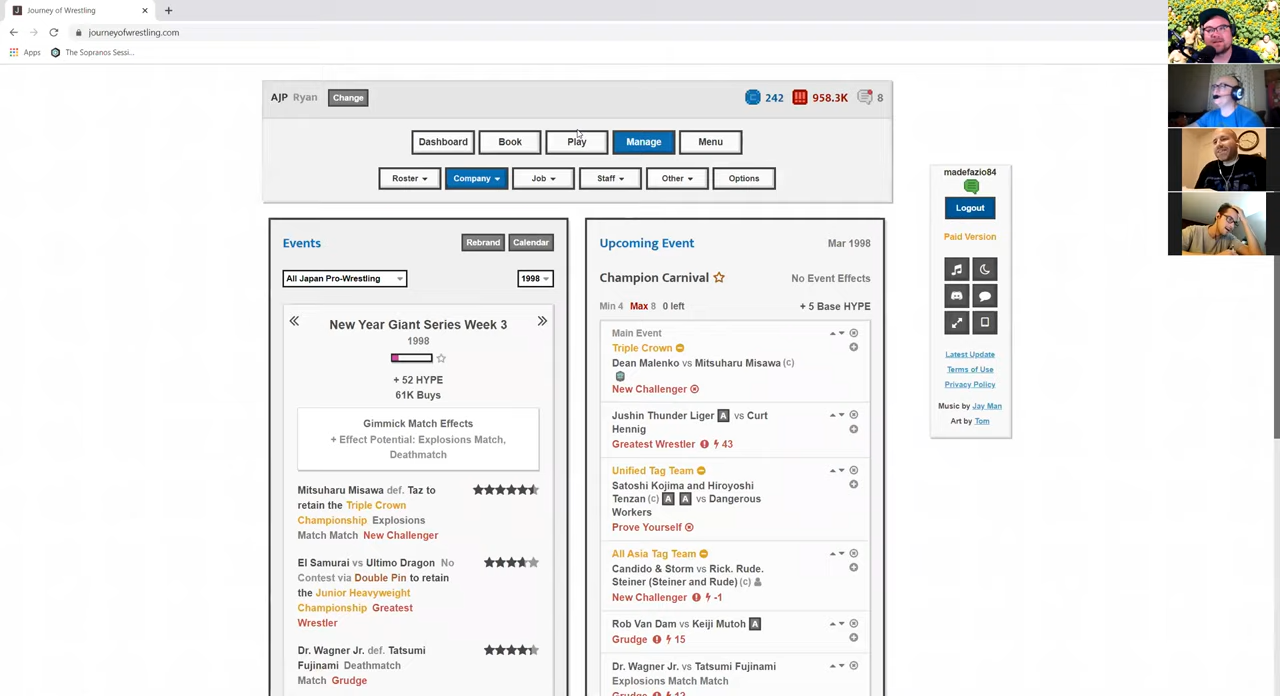 Journey of Wrestling
journeyofwrestling.com
Apps The Sopranos Sessi...
AJP Ryan Change 242 958.3K 8
Dashboard Book Play Manage Menu
Roster Company Job Staff Other Options
Events Rebrand Calendar
All Japan Pro-Wrestling 1998
New Year Giant Series Week 3
1998
+ 52 HYPE
61K Buys
Gimmick Match Effects
+ Effect Potential: Explosions Match,
Deathmatch
Mitsuharu Misawa def. Taz to
retain the Triple Crown
Championship Explosions
Match Match New Challenger
El Samurai vs Ultimo Dragon No
Contest via Double Pin to retain
the Junior Heavyweight
Championship Greatest
Wrestler
Dr. Wagner Jr. def. Tatsumi
Fujinami Deathmatch
Match Grudge
Upcoming Event Mar 1998
Champion Carnival No Event Effects
Min 4 Max 8 0 left + 5 Base HYPE
Main Event
Triple Crown
Dean Malenko vs Mitsuharu Misawa (c)
New Challenger
Jushin Thunder Liger A vs Curt
Hennig
Greatest Wrestler 43
Unified Tag Team
Satoshi Kojima and Hiroyoshi
Tenzan (c) A A vs Dangerous
Workers
Prove Yourself
All Asia Tag Team
Candido & Storm vs Rick. Rude.
Steiner (Steiner and Rude) (c)
New Challenger -1
Rob Van Dam vs Keiji Mutoh A
Grudge 15
Dr. Wagner Jr. vs Tatsumi Fujinami
Explosions Match Match
Grudge 12
madefazio84
Logout
Paid Version
Latest Update
Terms of Use
Privacy Policy
Music by Jay Man
Art by Tom